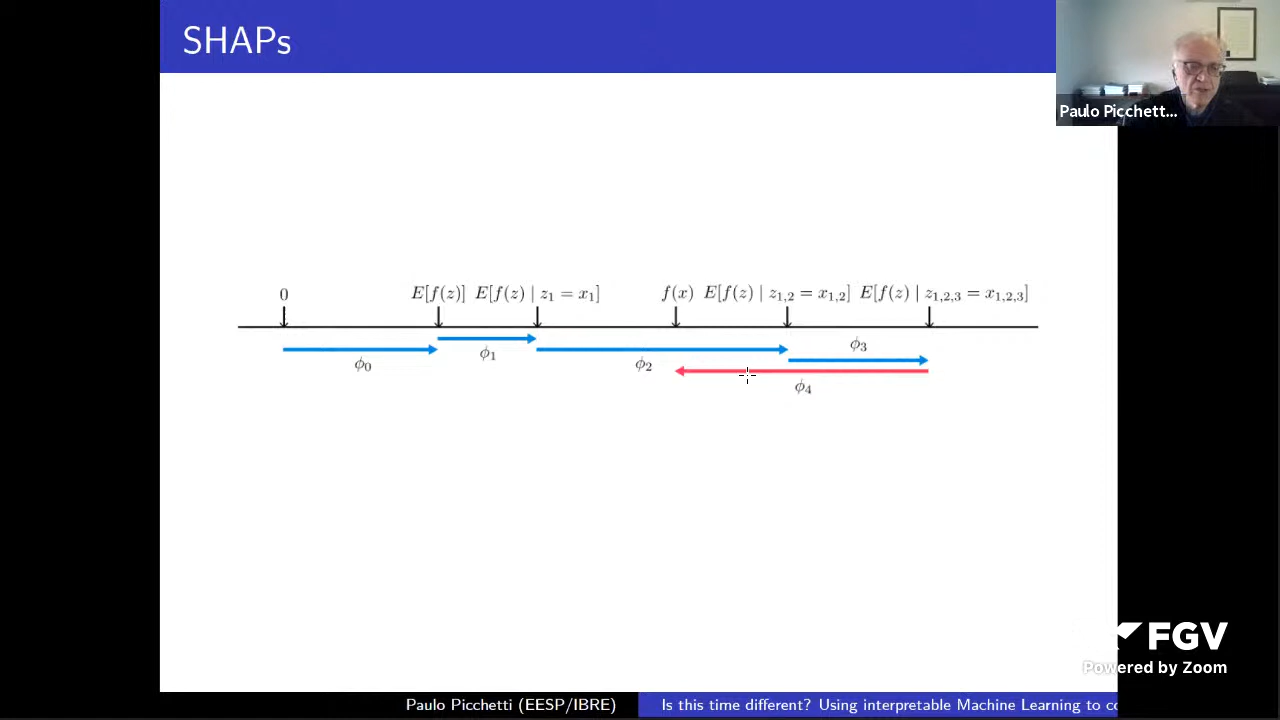 SHAPs
Paulo Picchett...
0
E[f(z)] E[f(z) | z₁ = x₁]
f(x) E[f(z) | z₁,₂ = x₁,₂] E[f(z) | z₁,₂,₃ = x₁,₂,₃]
ϕ₀
ϕ₁
ϕ₂
ϕ₃
ϕ₄
FGV
Powered by Zoom
Paulo Picchetti (EESP/IBRE)
Is this time different? Using interpretable Machine Learning to co